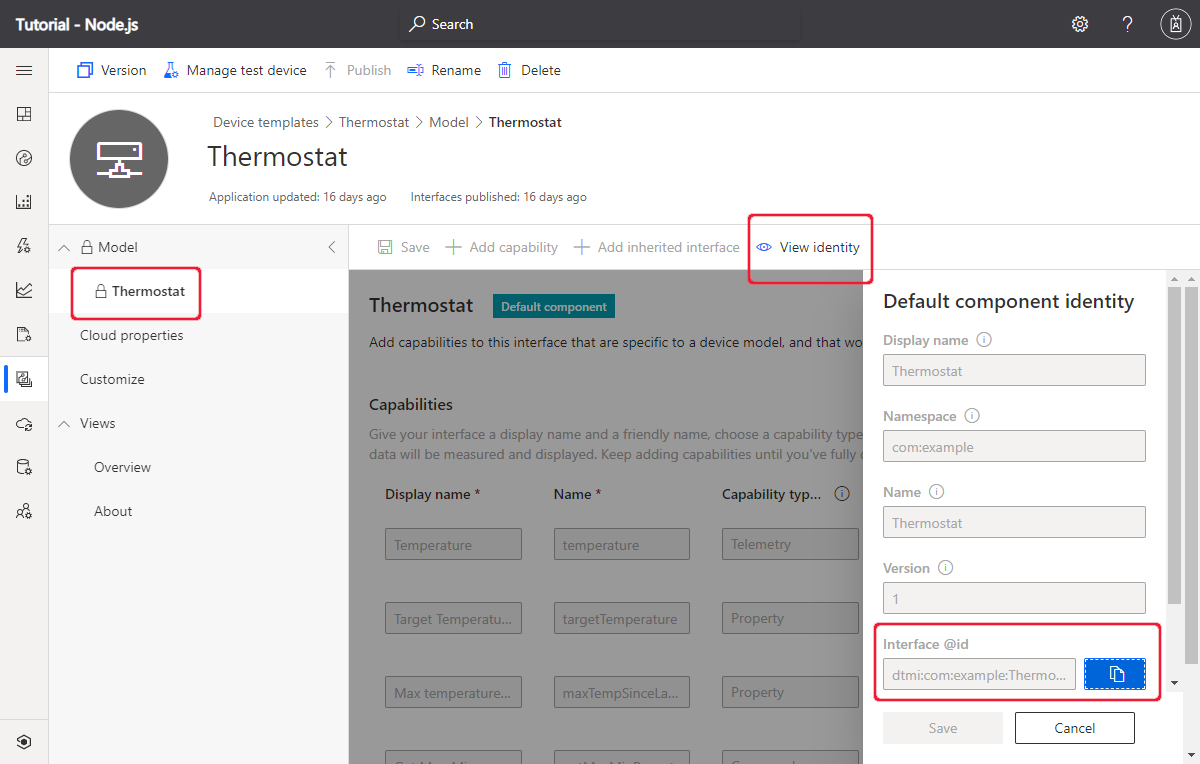 Tutorial - Node.js
Search
?
Version
Manage test device
Publish
Rename
Delete
Device templates > Thermostat > Model > Thermostat
Thermostat
Application updated: 16 days ago
Interfaces published: 16 days ago
Model
Thermostat
Cloud properties
Customize
Views
Overview
About
Save
Add capability
Add inherited interface
View identity
Thermostat
Default component
Add capabilities to this interface that are specific to a device model, and that wo
Capabilities
Give your interface a display name and a friendly name, choose a capability type
data will be measured and displayed. Keep adding capabilities until you've fully
Display name *
Name *
Capability typ...
Temperature
temperature
Telemetry
Target Temperatu...
targetTemperature
Property
Max temperature...
maxTempSinceLa...
Property
Default component identity
Display name
Thermostat
Namespace
com:example
Name
Thermostat
Version
1
Interface @id
dtmi:com:example:Thermo...
Save
Cancel